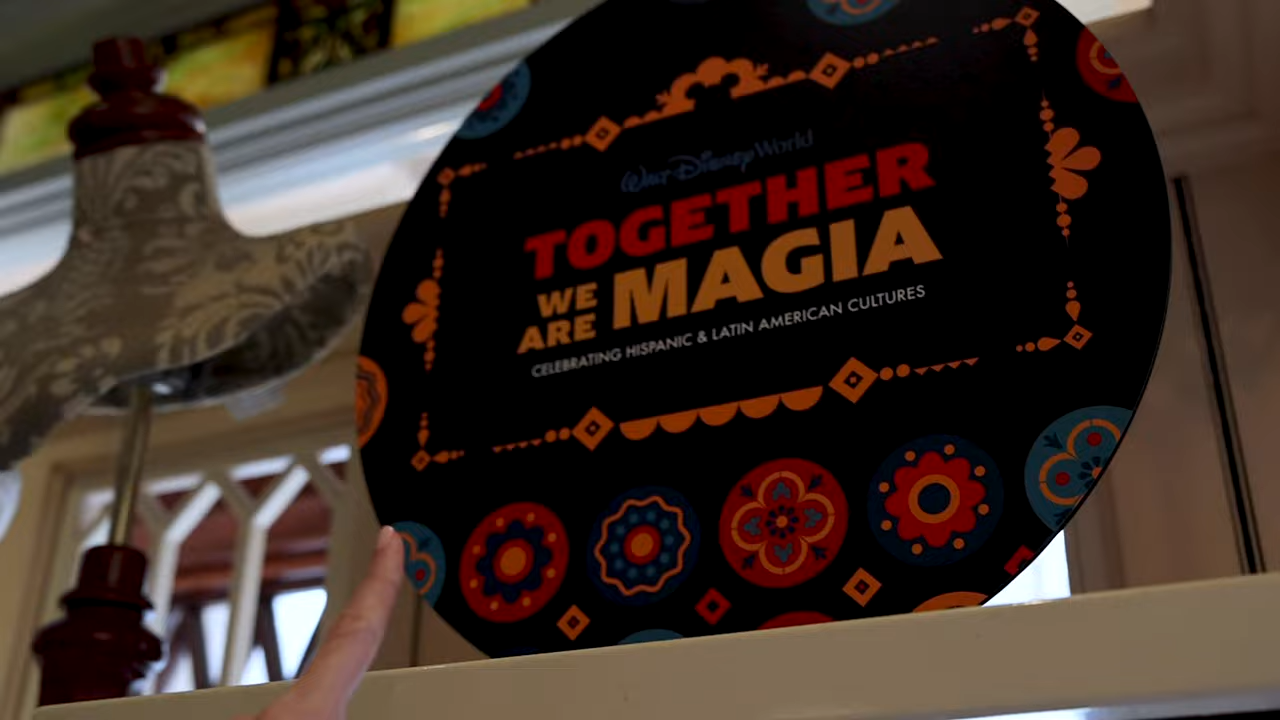 Walt Disney World
TOGETHER
WE ARE MAGIA
CELEBRATING HISPANIC & LATIN AMERICAN CULTURES